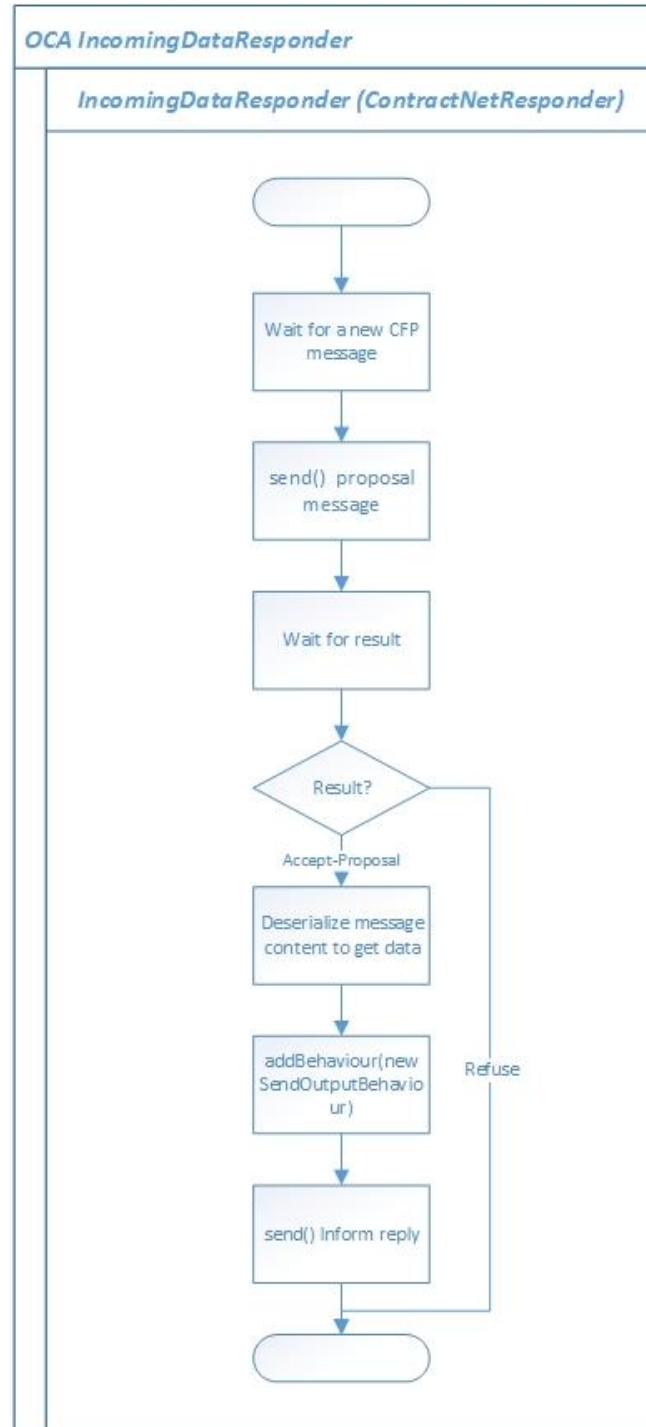 OCA IncomingDataResponder
IncomingDataResponder (ContractNetResponder)
Wait for a new CFP
message
send() proposal
message
Wait for result
Result?
Accept-Proposal
Deserialize message
content to get data
addBehaviour(new
SendOutputBehavio
ur)
Refuse
send() Inform reply